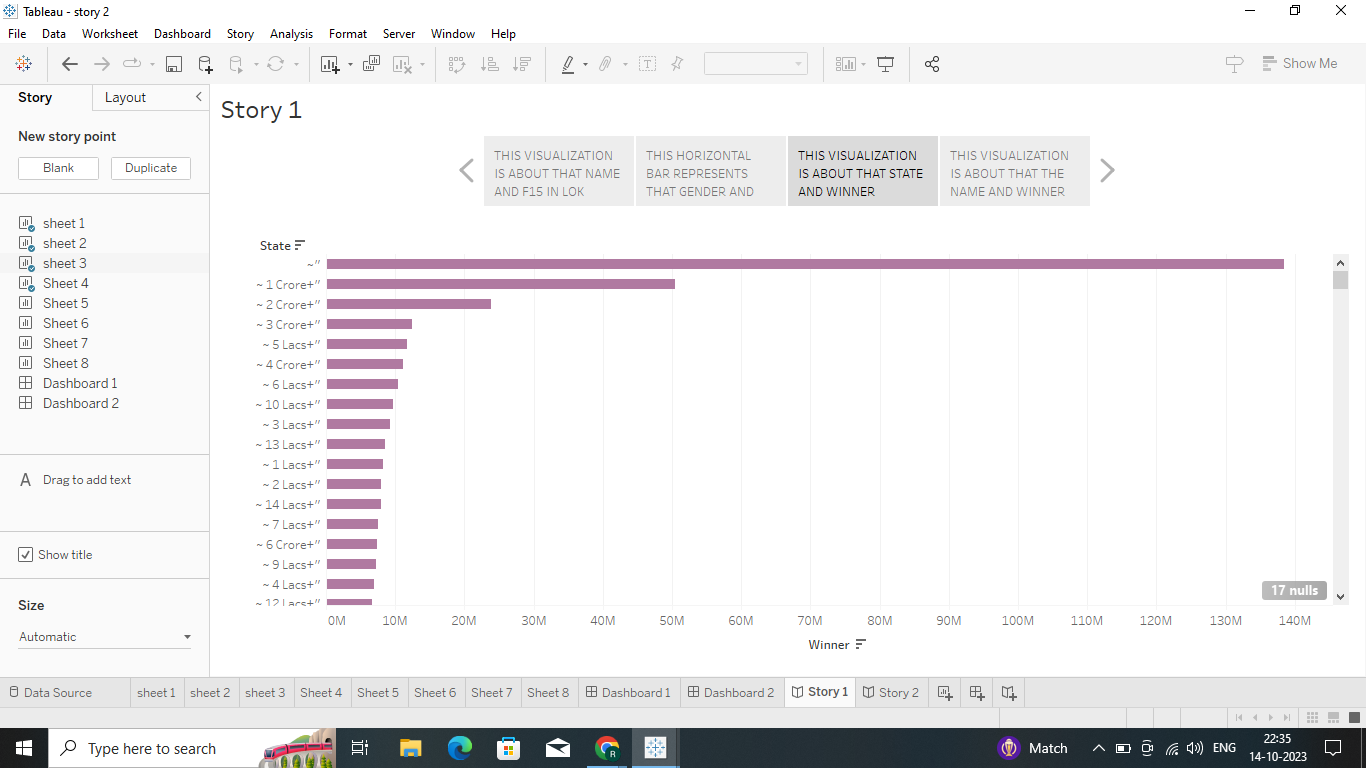 Tableau - story 2
File Data Worksheet Dashboard Story Analysis Format Server Window Help
Show Me
Story Layout
New story point
Blank Duplicate
sheet 1
sheet 2
sheet 3
Sheet 4
Sheet 5
Sheet 6
Sheet 7
Sheet 8
Dashboard 1
Dashboard 2
A Drag to add text
Show title
Size
Automatic
Story 1
THIS VISUALIZATION
IS ABOUT THAT NAME
AND F15 IN LOK
THIS HORIZONTAL
BAR REPRESENTS
THAT GENDER AND
THIS VISUALIZATION
IS ABOUT THAT STATE
AND WINNER
THIS VISUALIZATION
IS ABOUT THAT THE
NAME AND WINNER
State
~"
~ 1 Crore+"
~ 2 Crore+"
~ 3 Crore+"
~ 5 Lacs+"
~ 4 Crore+"
~ 6 Lacs+"
~ 10 Lacs+"
~ 3 Lacs+"
~ 13 Lacs+"
~ 1 Lacs+"
~ 2 Lacs+"
~ 14 Lacs+"
~ 7 Lacs+"
~ 6 Crore+"
~ 9 Lacs+"
~ 4 Lacs+"
~ 12 Lacs+"
17 nulls
0M 10M 20M 30M 40M 50M 60M 70M 80M 90M 100M 110M 120M 130M 140M
Winner
Data Source sheet 1 sheet 2 sheet 3 Sheet 4 Sheet 5 Sheet 6 Sheet 7 Sheet 8 Dashboard 1 Dashboard 2 Story 1 Story 2
Type here to search
Match
ENG
22:35
14-10-2023